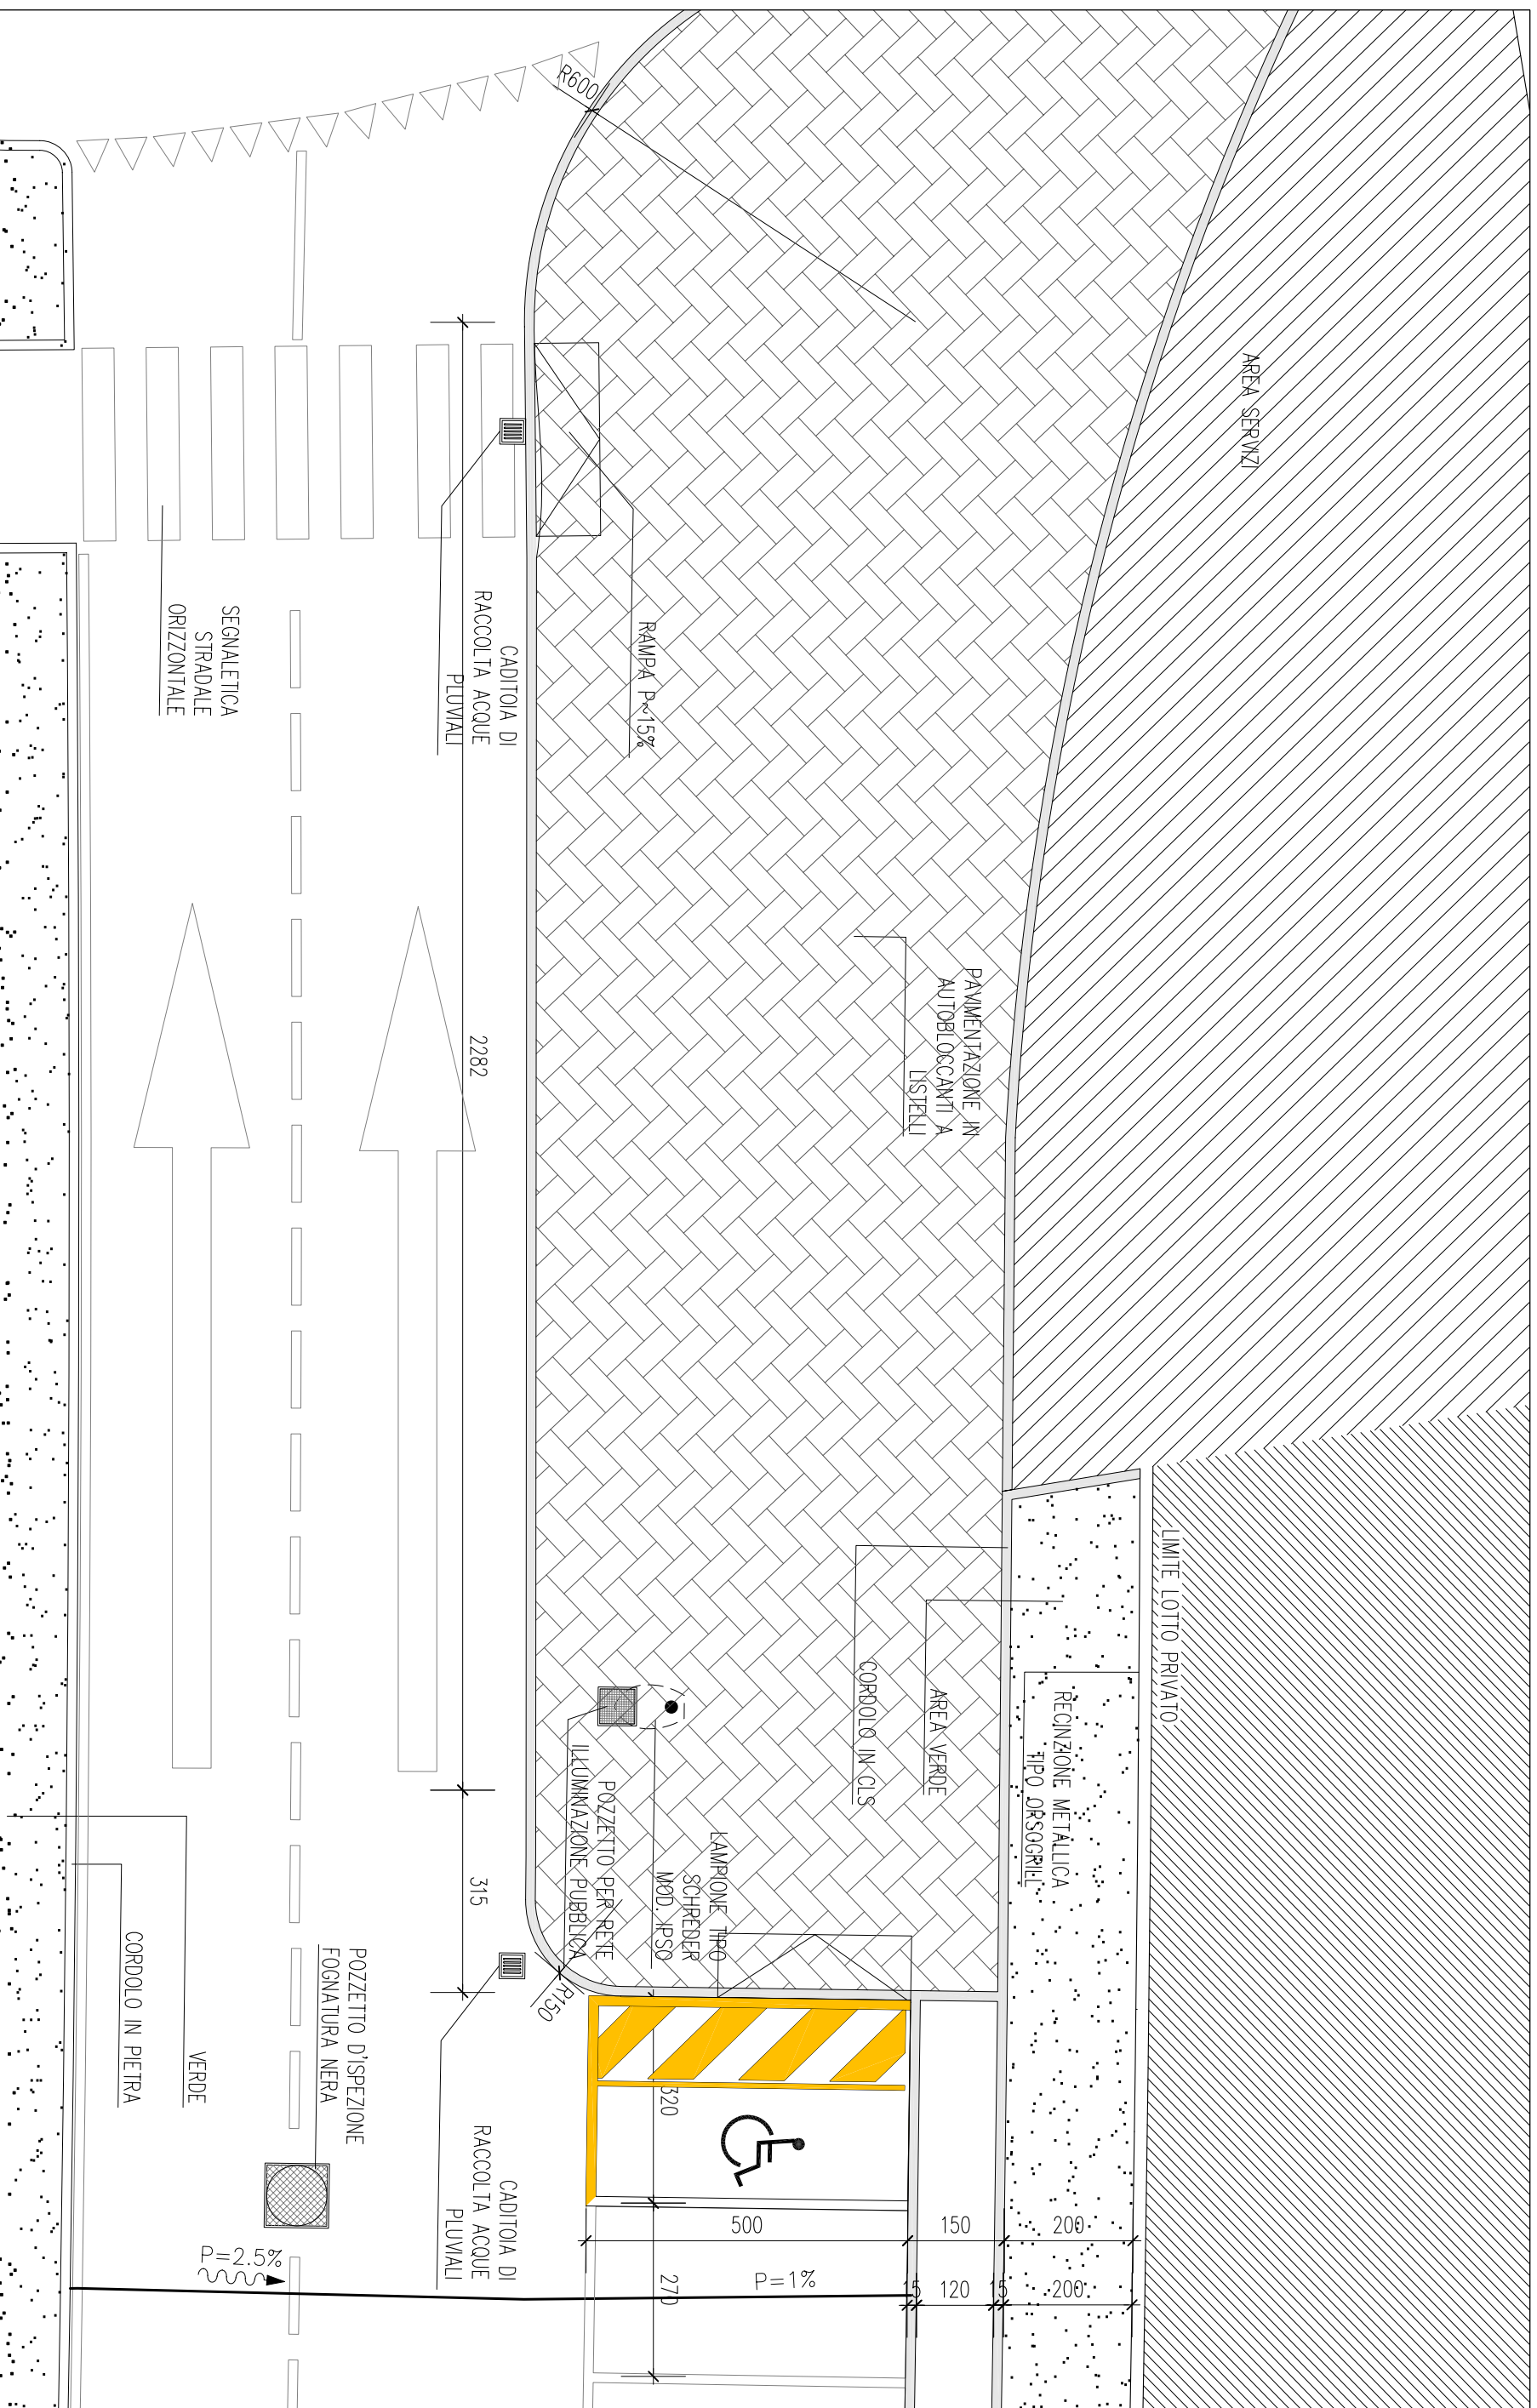 R600
AREA SERVIZI
RAMPA P~15%
CADITOIA DI
RACCOLTA ACQUE
PLUVIALI
SEGNALETICA
STRADALE
ORIZZONTALE
PAVIMENTAZIONE IN
AUTOBLOCCANTI A
LISTELLI
2282
LIMITE LOTTO PRIVATO
RECINZIONE METALLICA
TIPO ORSOGRILL
AREA VERDE
CORDOLO IN CLS
LAMPIONE TIPO
SCHREDER
MOD. IPSO
POZZETTO PER RETE
ILLUMINAZIONE PUBBLICA
315
R150
POZZETTO D'ISPEZIONE
FOGNATURA NERA
VERDE
CORDOLO IN PIETRA
CADITOIA DI
RACCOLTA ACQUE
PLUVIALI
320
270
500
150
200
P=1%
15
120
15
200
P=2.5%